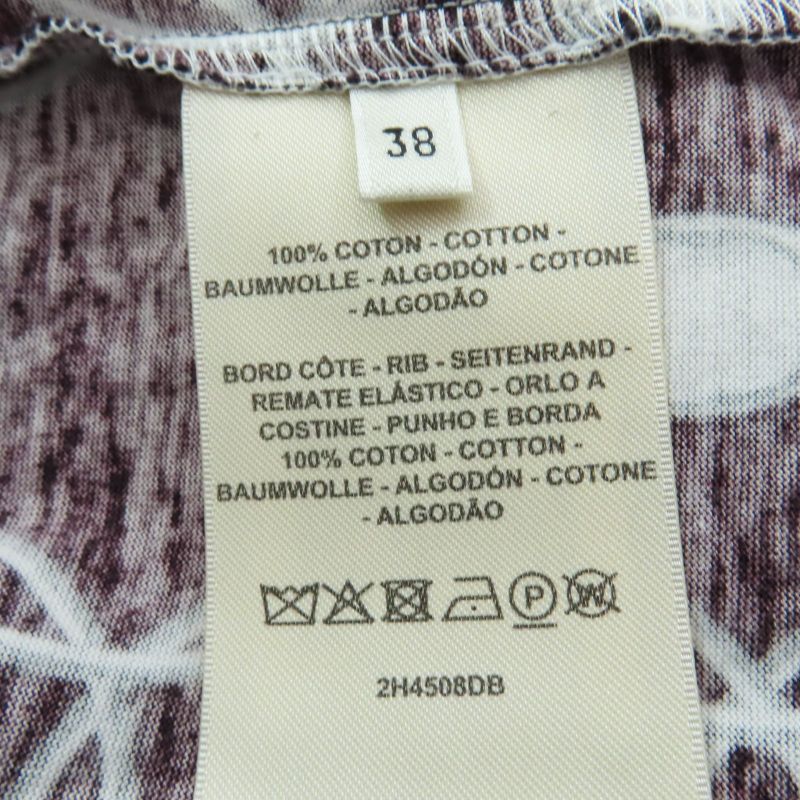 38
100% COTON - COTTON -
BAUMWOLLE - ALGODÓN - COTONE
- ALGODÃO
BORD CÔTE - RIB - SEITENRAND -
REMATE ELÁSTICO - ORLO A
COSTINE - PUNHO E BORDA
100% COTON - COTTON -
BAUMWOLLE - ALGODÓN - COTONE
- ALGODÃO
P W
2H4508DB